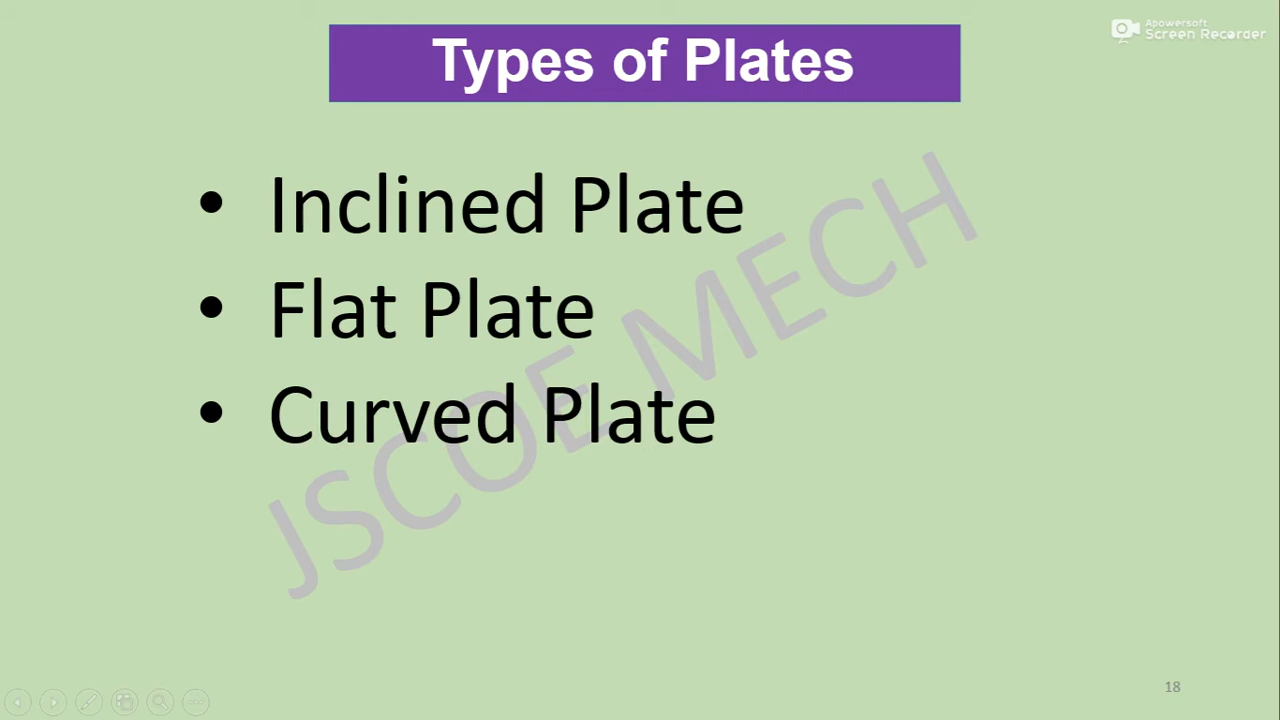 Types of Plates
Apowersoft
Screen Recorder
• Inclined Plate
• Flat Plate
• Curved Plate
JSCOE MECH
18